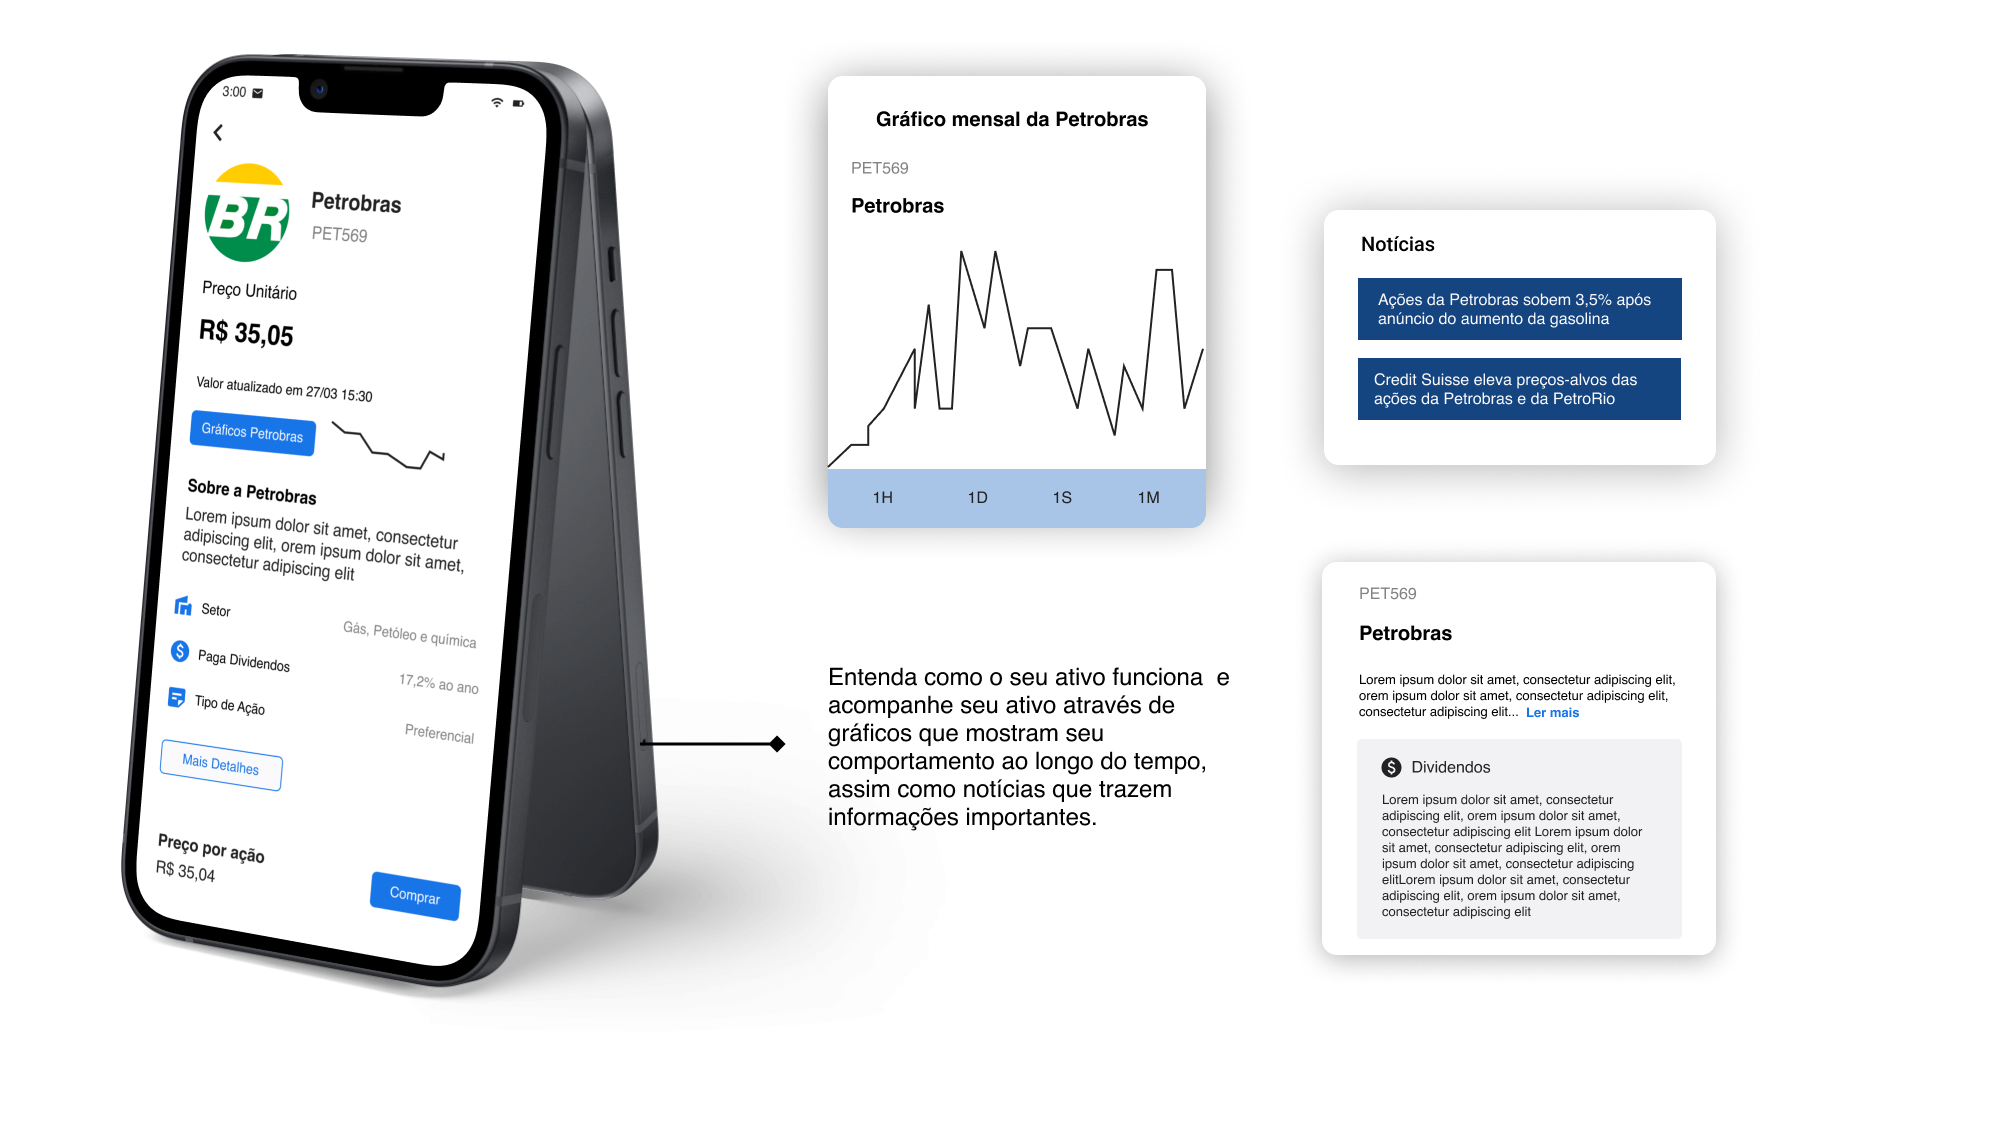 3:00
BR
Petrobras
PET569
Preço Unitário
R$ 35,05
Valor atualizado em 27/03 15:30
Gráficos Petrobras
Sobre a Petrobras
Lorem ipsum dolor sit amet, consectetur
adipiscing elit, orem ipsum dolor sit amet,
consectetur adipiscing elit
Setor
Gás, Petóleo e química
Paga Dividendos
17,2% ao ano
Tipo de Ação
Preferencial
Mais Detalhes
Preço por ação
R$ 35,04
Comprar
Gráfico mensal da Petrobras
PET569
Petrobras
1H 1D 1S 1M
Entenda como o seu ativo funciona e
acompanhe seu ativo através de
gráficos que mostram seu
comportamento ao longo do tempo,
assim como notícias que trazem
informações importantes.
Notícias
Ações da Petrobras sobem 3,5% após
anúncio do aumento da gasolina
Credit Suisse eleva preços-alvos das
ações da Petrobras e da PetroRio
PET569
Petrobras
Lorem ipsum dolor sit amet, consectetur adipiscing elit,
orem ipsum dolor sit amet, consectetur adipiscing elit,
consectetur adipiscing elit... Ler mais
Dividendos
Lorem ipsum dolor sit amet, consectetur
adipiscing elit, orem ipsum dolor sit amet,
consectetur adipiscing elit Lorem ipsum dolor
sit amet, consectetur adipiscing elit, orem
ipsum dolor sit amet, consectetur adipiscing
elitLorem ipsum dolor sit amet, consectetur
adipiscing elit, orem ipsum dolor sit amet,
consectetur adipiscing elit